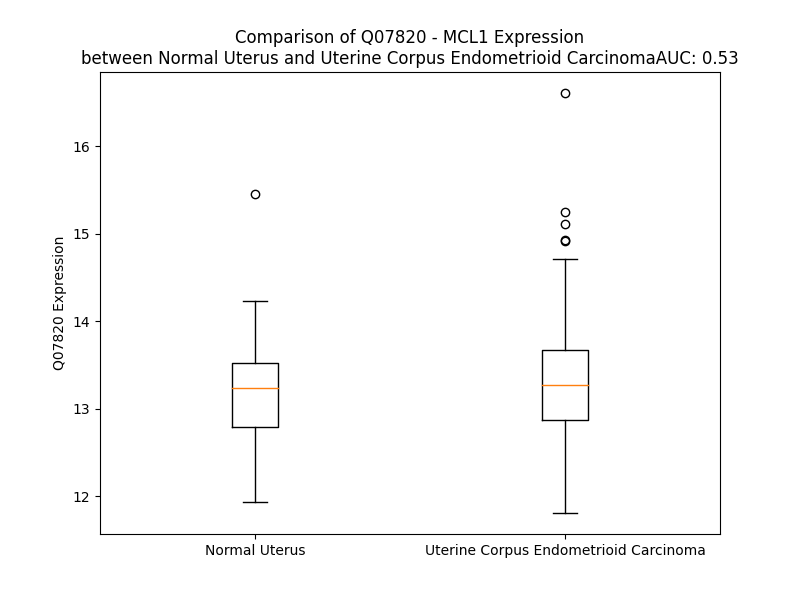 Comparison of Q07820 - MCL1 Expression
between Normal Uterus and Uterine Corpus Endometrioid CarcinomaAUC: 0.53
Q07820 Expression
16
15
14
13
12
Normal Uterus
Uterine Corpus Endometrioid Carcinoma